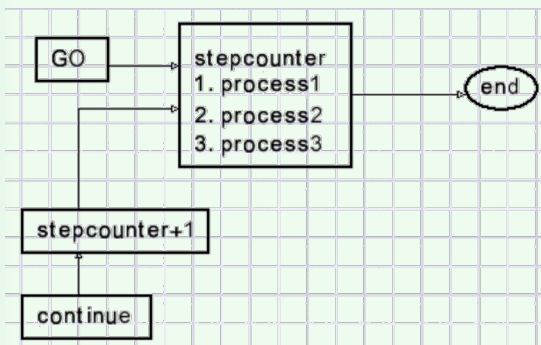 GO
stepcounter
1. process1
2. process2
3. process3
end
stepcounter+1
continue